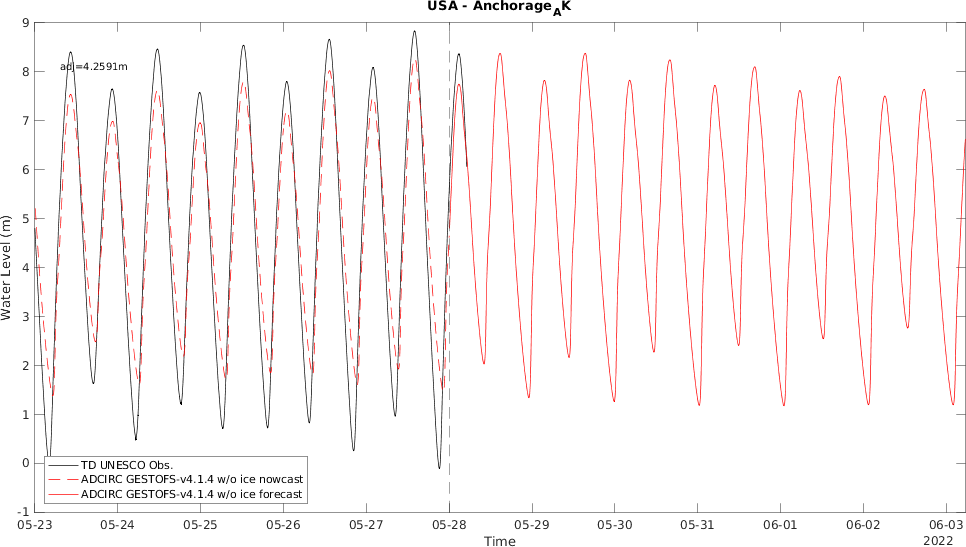 USA - Anchorage_AK
adj=4.2591m
9
8
7
6
5
4
3
2
1
0
-1
Water Level (m)
TD UNESCO Obs.
ADCIRC GESTOFS-v4.1.4 w/o ice nowcast
ADCIRC GESTOFS-v4.1.4 w/o ice forecast
05-23 05-24 05-25 05-26 05-27 05-28 05-29 05-30 05-31 06-01 06-02 06-03
Time
2022